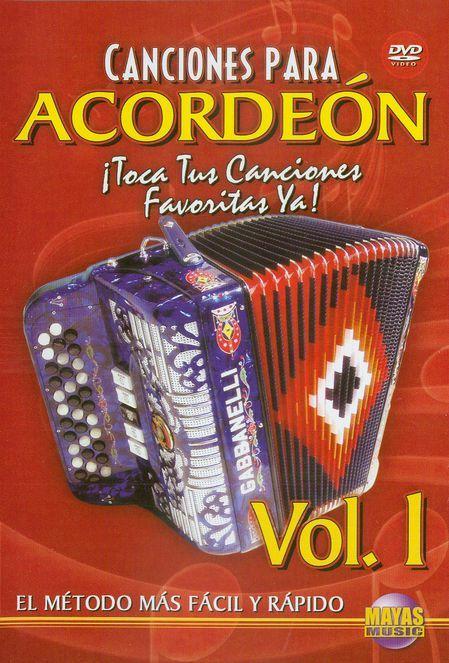 CANCIONES PARA
DVD
VIDEO
ACORDEÓN
¡Toca Tus Canciones
Favoritas Ya!
GABBANELLI
Vol. 1
EL MÉTODO MÁS FÁCIL Y RÁPIDO
MAYAS
MUSIC